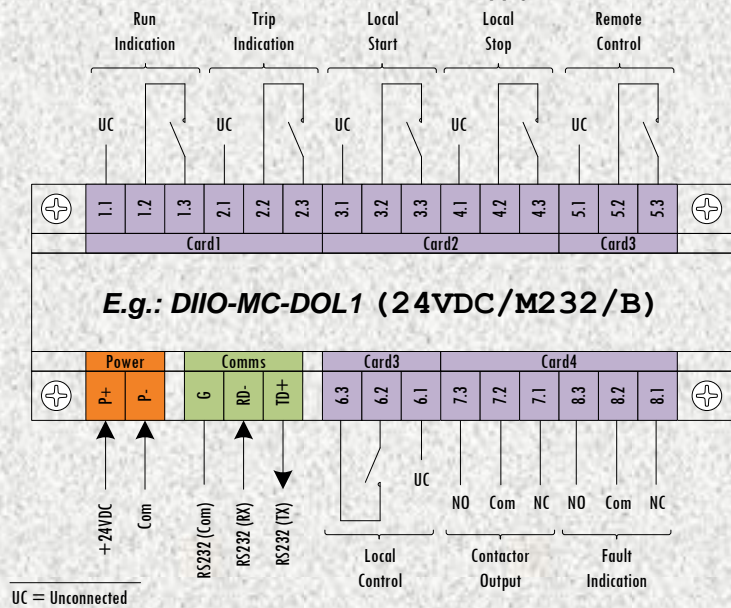 Run Trip Local Local Remote
Indication Indication Start Stop Control
UC UC UC UC UC
1.1 1.2 1.3 2.1 2.2 2.3 3.1 3.2 3.3 4.1 4.2 4.3 5.1 5.2 5.3
Card1 Card2 Card3
E.g.: DIIO-MC-DOL1 (24VDC/M232/B)
Power Comms Card3 Card4
P+ P- G RD- TD+ 6.3 6.2 6.1 7.3 7.2 7.1 8.3 8.2 8.1
UC
NO Com NC NO Com NC
+24VDC Com RS232 (Com) RS232 (RX) RS232 (TX)
Local Contactor Fault
Control Output Indication
UC = Unconnected